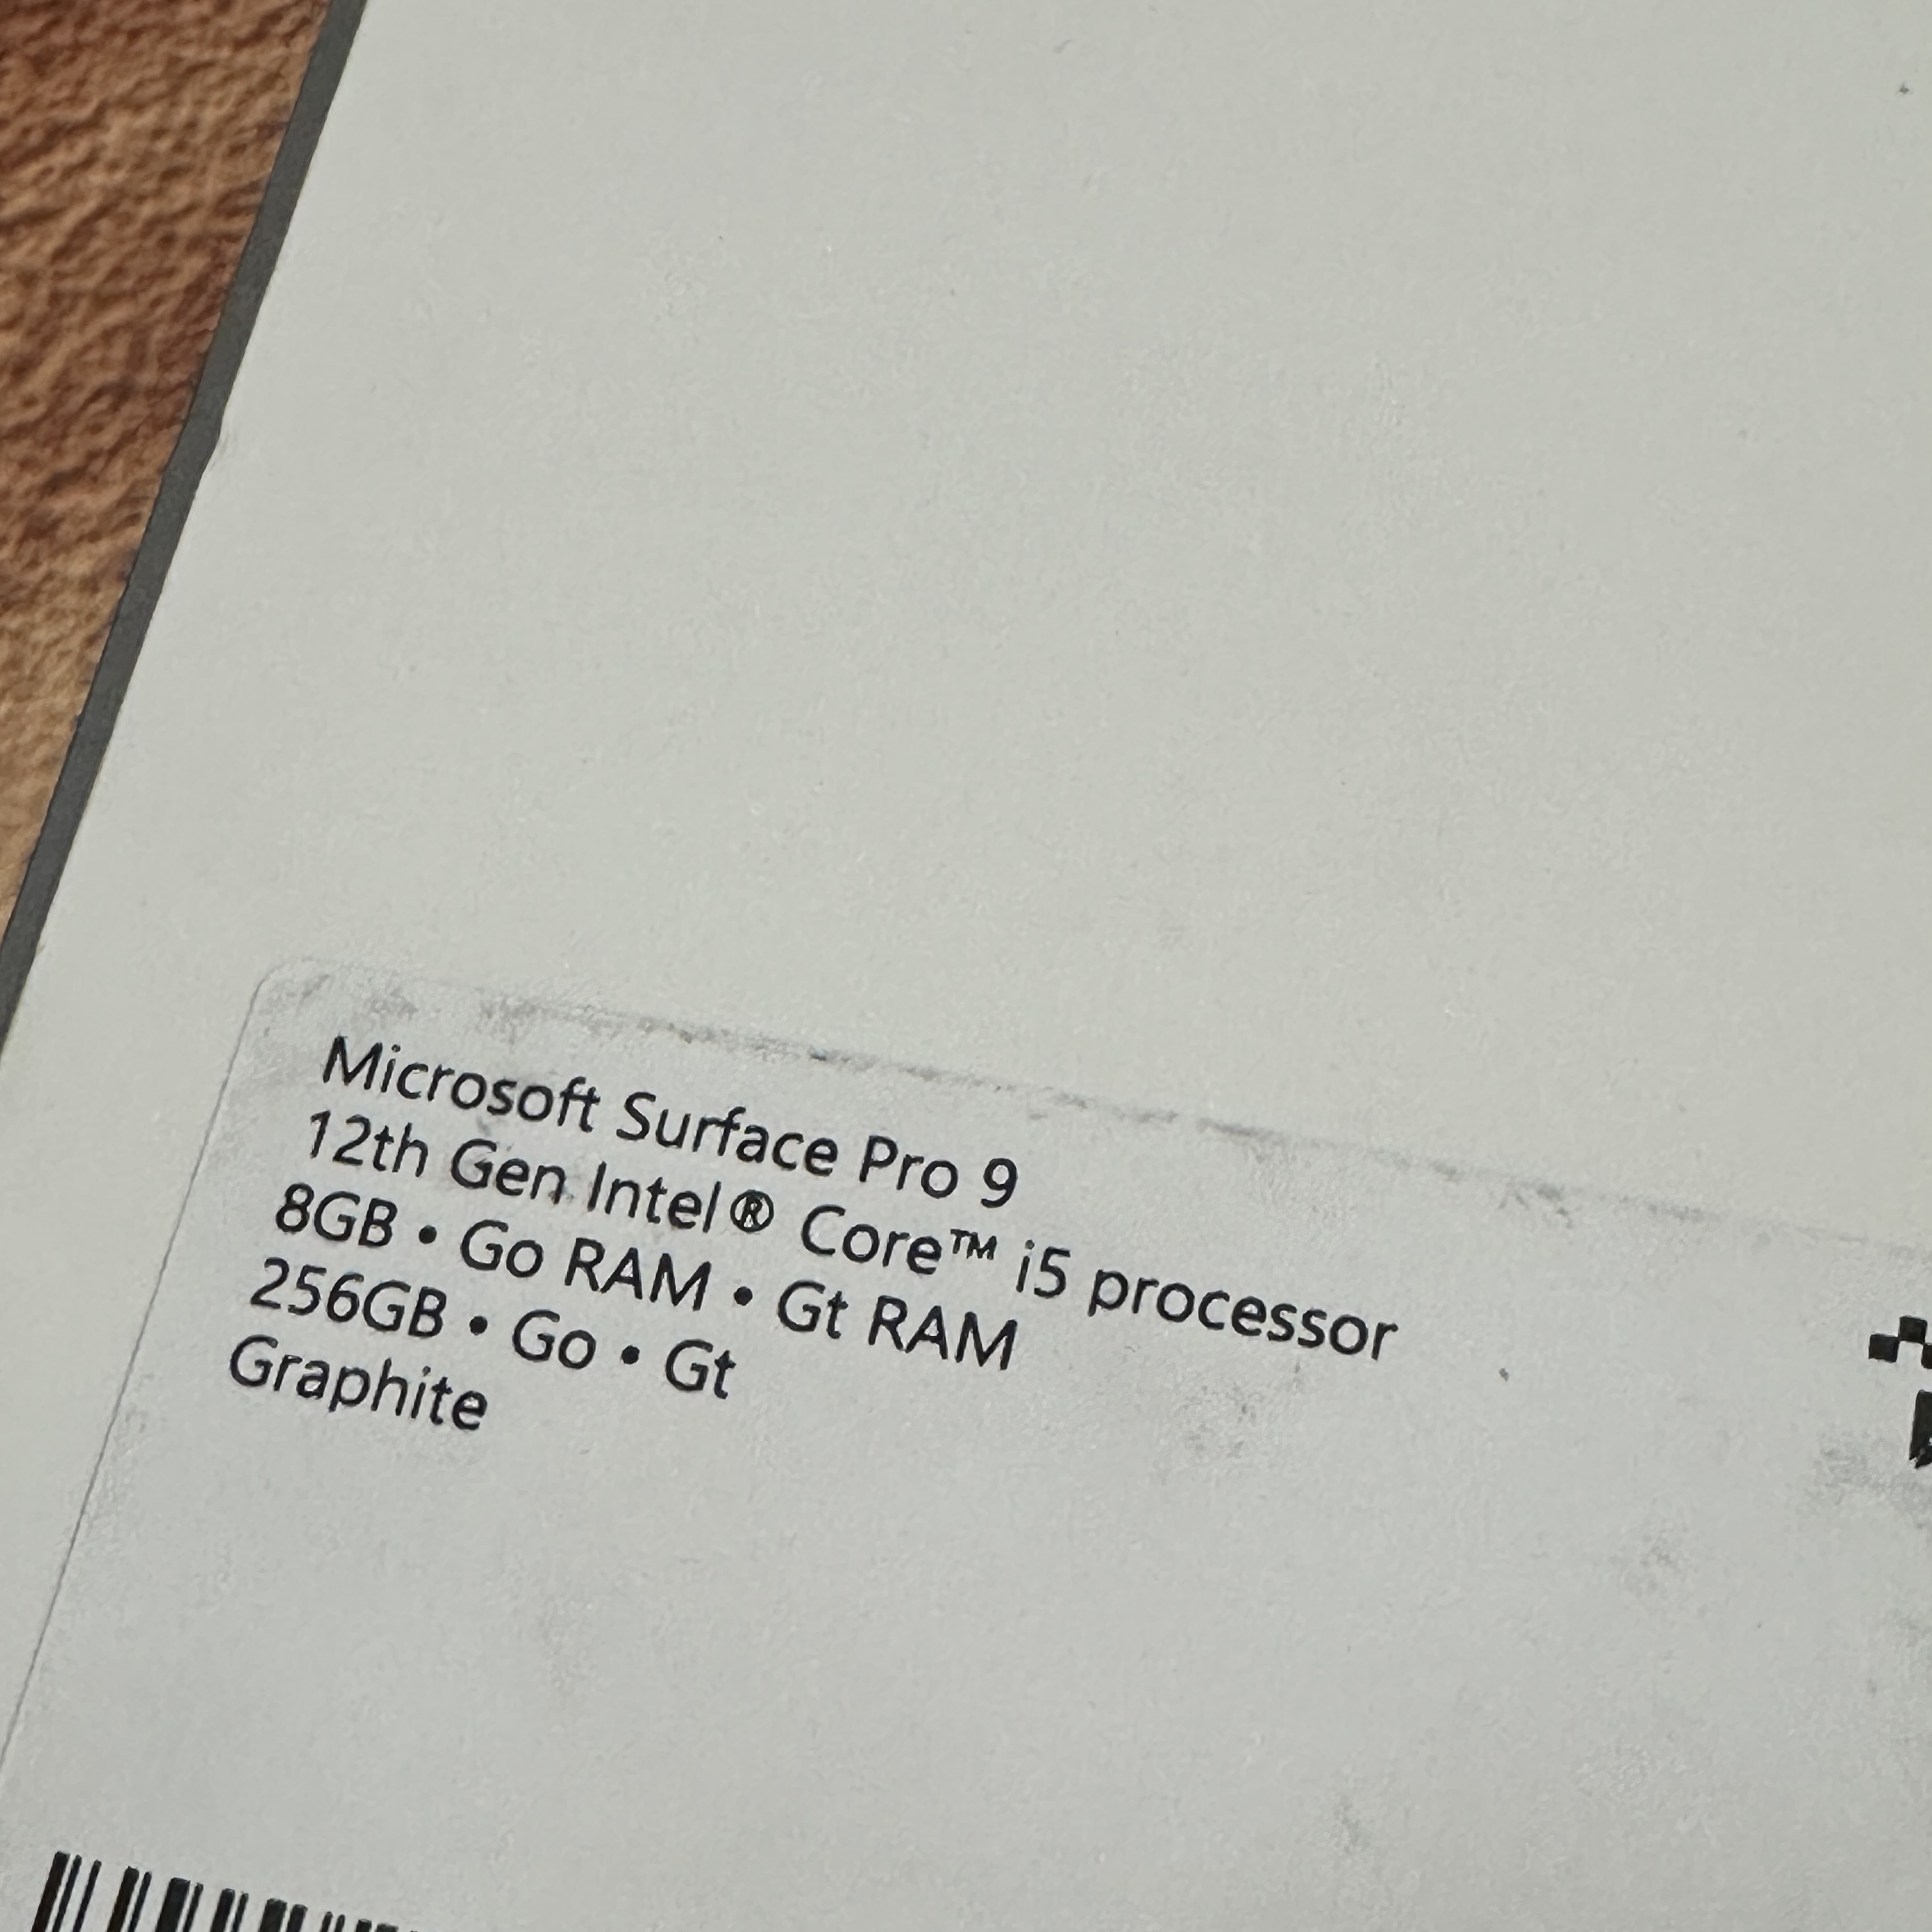 Microsoft Surface Pro 9
12th Gen Intel® Core™ i5 processor
8GB • Go RAM • Gt RAM
256GB • Go • Gt
Graphite